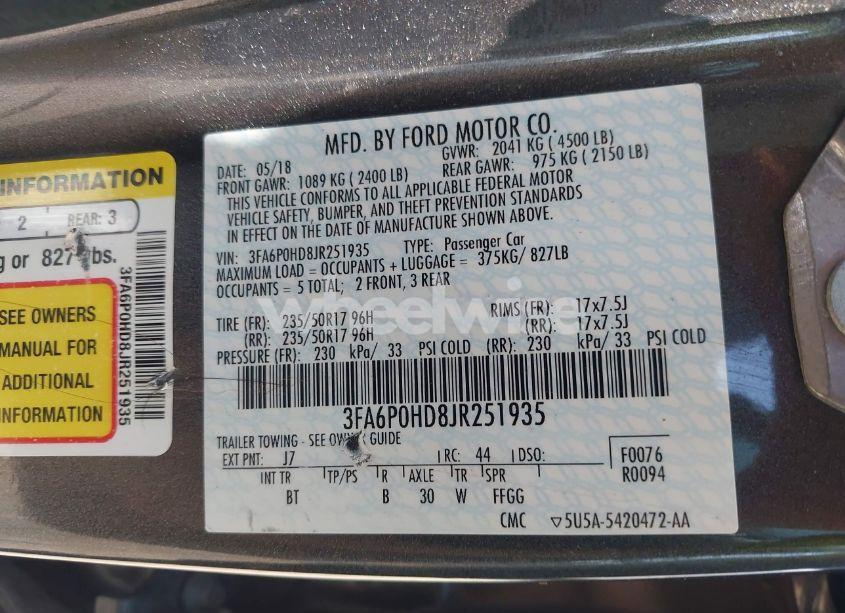 INFORMATION
2 REAR: 3
g or 827 lbs.
SEE OWNERS
MANUAL FOR
ADDITIONAL
INFORMATION
3FA6P0HD8JR251935
MFD. BY FORD MOTOR CO.
DATE: 05/18 GVWR: 2041 KG ( 4500 LB)
FRONT GAWR: 1089 KG ( 2400 LB) REAR GAWR: 975 KG ( 2150 LB)
THIS VEHICLE CONFORMS TO ALL APPLICABLE FEDERAL MOTOR
VEHICLE SAFETY, BUMPER, AND THEFT PREVENTION STANDARDS
IN EFFECT ON THE DATE OF MANUFACTURE SHOWN ABOVE.
VIN: 3FA6P0HD8JR251935 TYPE: Passenger Car
MAXIMUM LOAD = OCCUPANTS + LUGGAGE = 375KG/ 827LB
OCCUPANTS = 5 TOTAL; 2 FRONT, 3 REAR
wheelwire
TIRE (FR): 235/50R17 96H RIMS (FR): 17x7.5J
(RR): 235/50R17 96H (RR): 17x7.5J
PRESSURE (FR): 230 kPa/ 33 PSI COLD (RR): 230 kPa/ 33 PSI COLD
3FA6P0HD8JR251935
TRAILER TOWING - SEE OWNER GUIDE
EXT PNT: J7 RC: 44 DSO: F0076
R0094
INT TR TP/PS R AXLE TR SPR
BT B 30 W FFGG
CMC ▽5U5A-5420472-AA